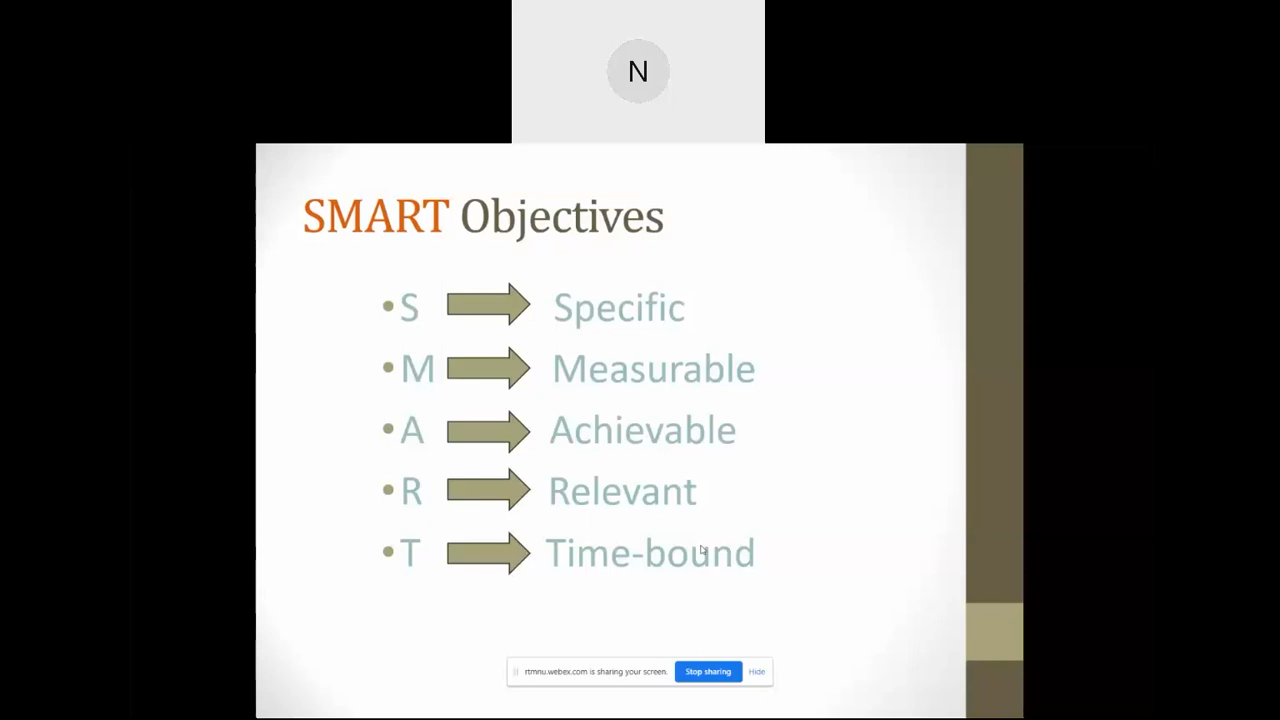 N
SMART Objectives
• S Specific
• M Measurable
• A Achievable
• R Relevant
• T Time-bound
rtmnu.webex.com is sharing your screen. Stop sharing Hide